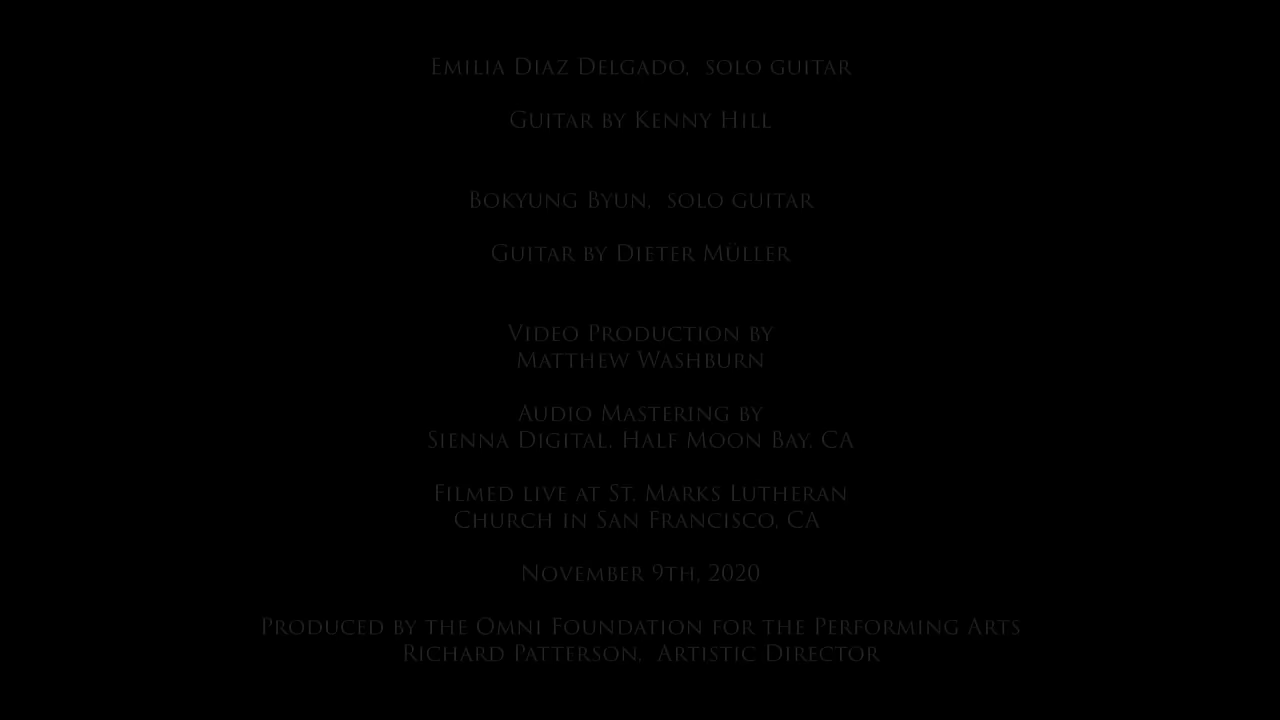 Emilia Diaz Delgado, solo guitar
Guitar by Kenny Hill
Bokyung Byun, solo guitar
Guitar by Dieter Müller
Video Production by
Matthew Washburn
Audio Mastering by
Sienna Digital, Half Moon Bay, CA
Filmed live at St. Marks Lutheran
Church in San Francisco, CA
November 9th, 2020
Produced by the Omni Foundation for the Performing Arts
Richard Patterson, Artistic Director